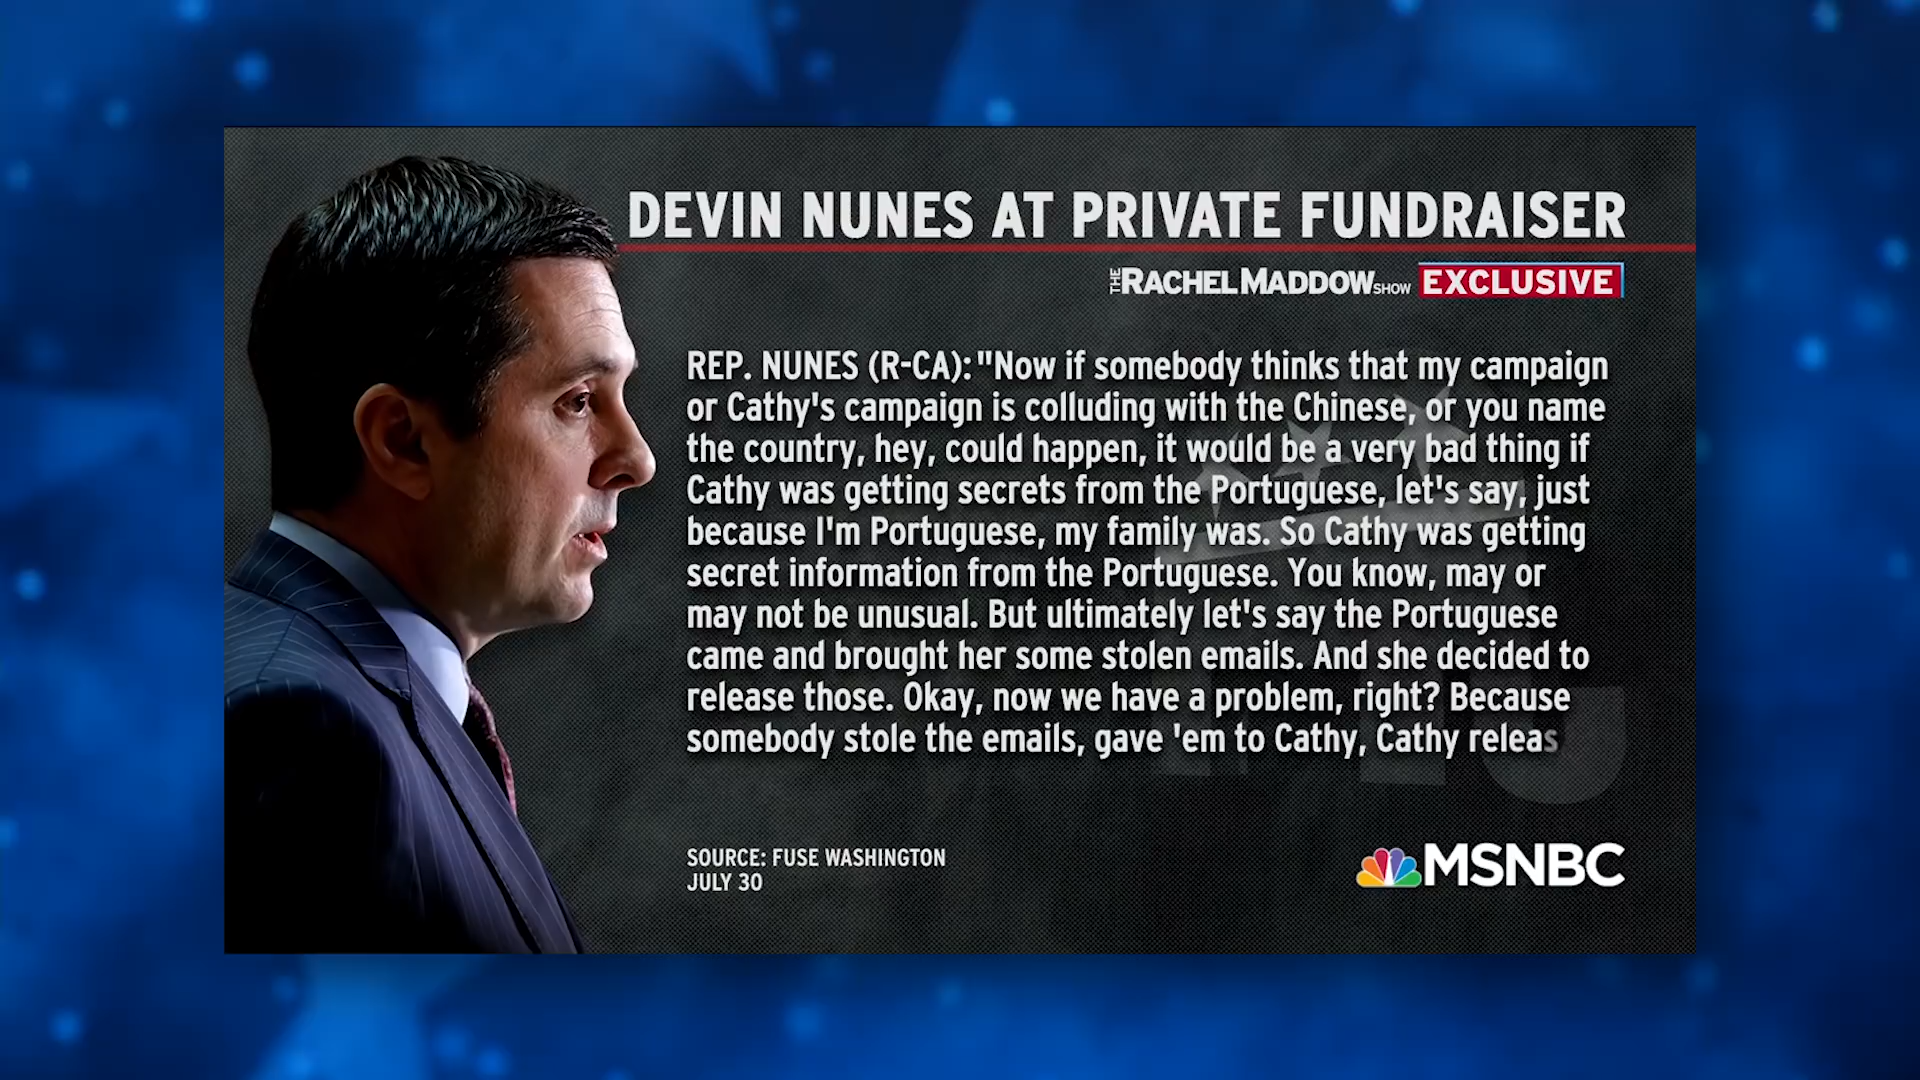 DEVIN NUNES AT PRIVATE FUNDRAISER
THE RACHEL MADDOW SHOW EXCLUSIVE
REP. NUNES (R-CA): "Now if somebody thinks that my campaign
or Cathy's campaign is colluding with the Chinese, or you name
the country, hey, could happen, it would be a very bad thing if
Cathy was getting secrets from the Portuguese, let's say, just
because I'm Portuguese, my family was. So Cathy was getting
secret information from the Portuguese. You know, may or
may not be unusual. But ultimately let's say the Portuguese
came and brought her some stolen emails. And she decided to
release those. Okay, now we have a problem, right? Because
somebody stole the emails, gave 'em to Cathy, Cathy releas
SOURCE: FUSE WASHINGTON
JULY 30
MSNBC